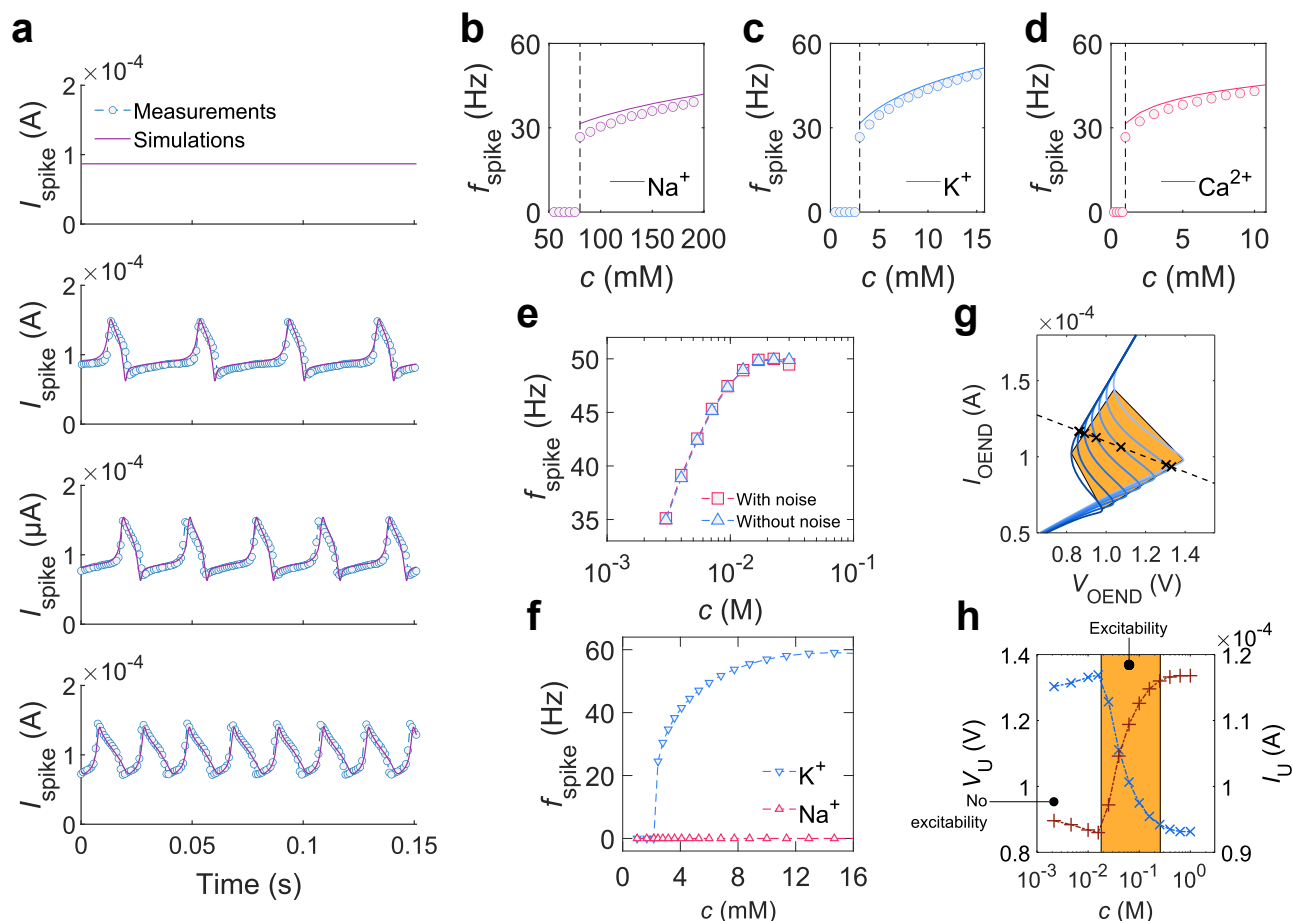 a
×10⁻⁴
2
1
0
I_spike (A)
Measurements
Simulations
×10⁻⁴
2
1
0
I_spike (A)
×10⁻⁴
2
1
0
I_spike (µA)
×10⁻⁴
2
1
0
I_spike (A)
0 0.05 0.10 0.15
Time (s)
b
60
30
0
f_spike (Hz)
Na⁺
50 100 150 200
c (mM)
c
60
30
0
f_spike (Hz)
K⁺
0 5 10 15
c (mM)
d
60
30
0
f_spike (Hz)
Ca²⁺
0 5 10
c (mM)
e
50
45
40
35
f_spike (Hz)
With noise
Without noise
10⁻³ 10⁻² 10⁻¹
c (M)
f
60
40
20
0
f_spike (Hz)
K⁺
Na⁺
0 4 8 12 16
c (mM)
g
×10⁻⁴
1.5
1
0.5
I_OEND (A)
0.8 1.0 1.2 1.4
V_OEND (V)
h
Excitability
×10⁻⁴
1.4
1.2
1
0.8
V_U (V)
No
excitability
1.2
1.1
1
0.9
I_U (A)
10⁻³ 10⁻² 10⁻¹ 10⁰
c (M)